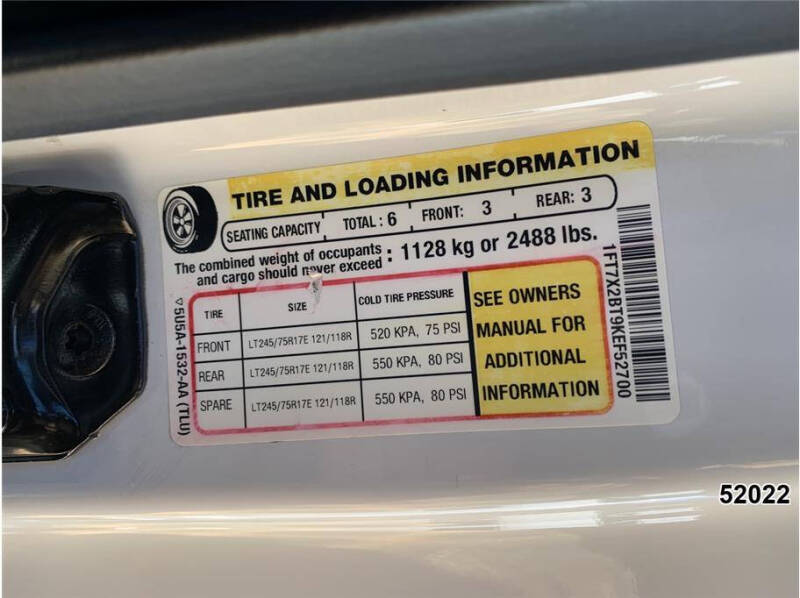 TIRE AND LOADING INFORMATION
SEATING CAPACITY TOTAL : 6 FRONT: 3 REAR: 3
The combined weight of occupants
and cargo should never exceed : 1128 kg or 2488 lbs.
TIRE SIZE COLD TIRE PRESSURE
FRONT LT245/75R17E 121/118R 520 KPA, 75 PSI
REAR LT245/75R17E 121/118R 550 KPA, 80 PSI
SPARE LT245/75R17E 121/118R 550 KPA, 80 PSI
SEE OWNERS
MANUAL FOR
ADDITIONAL
INFORMATION
5U5A-1532-AA (TLU)
1FT7X2BT9KEF52700
52022